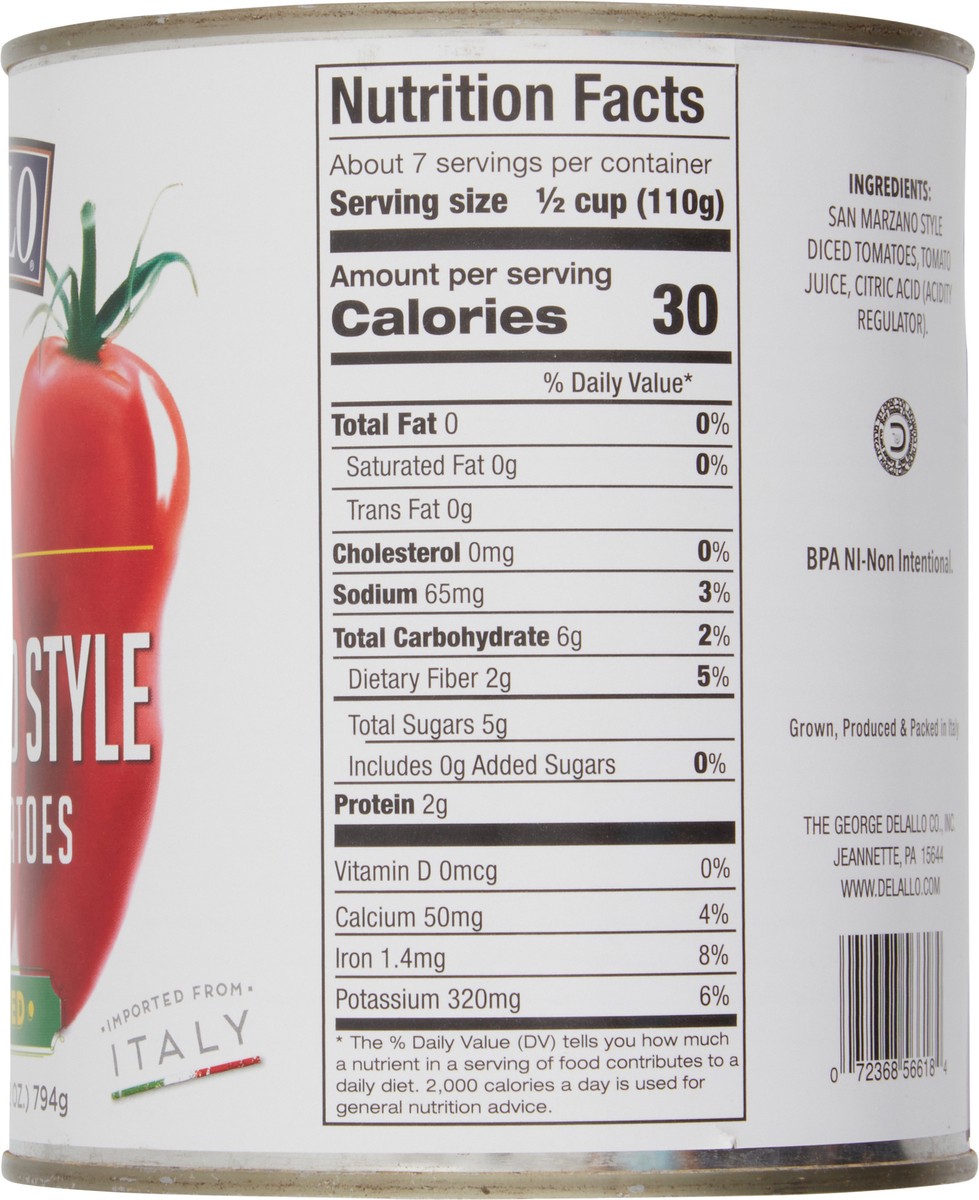 STYLE
IMPORTED FROM
ITALY
OZ.) 794g
Nutrition Facts
About 7 servings per container
Serving size ½ cup (110g)
Amount per serving
Calories 30
% Daily Value*
Total Fat 0 0%
Saturated Fat 0g 0%
Trans Fat 0g
Cholesterol 0mg 0%
Sodium 65mg 3%
Total Carbohydrate 6g 2%
Dietary Fiber 2g 5%
Total Sugars 5g
Includes 0g Added Sugars 0%
Protein 2g
Vitamin D 0mcg 0%
Calcium 50mg 4%
Iron 1.4mg 8%
Potassium 320mg 6%
* The % Daily Value (DV) tells you how much
a nutrient in a serving of food contributes to a
daily diet. 2,000 calories a day is used for
general nutrition advice.
INGREDIENTS:
SAN MARZANO STYLE
DICED TOMATOES, TOMATO
JUICE, CITRIC ACID (ACIDITY
REGULATOR).
BPA NI-Non Intentional.
Grown, Produced & Packed in Italy
THE GEORGE DELALLO CO., INC.
JEANNETTE, PA 15644
WWW.DELALLO.COM
0 72368 56618 4